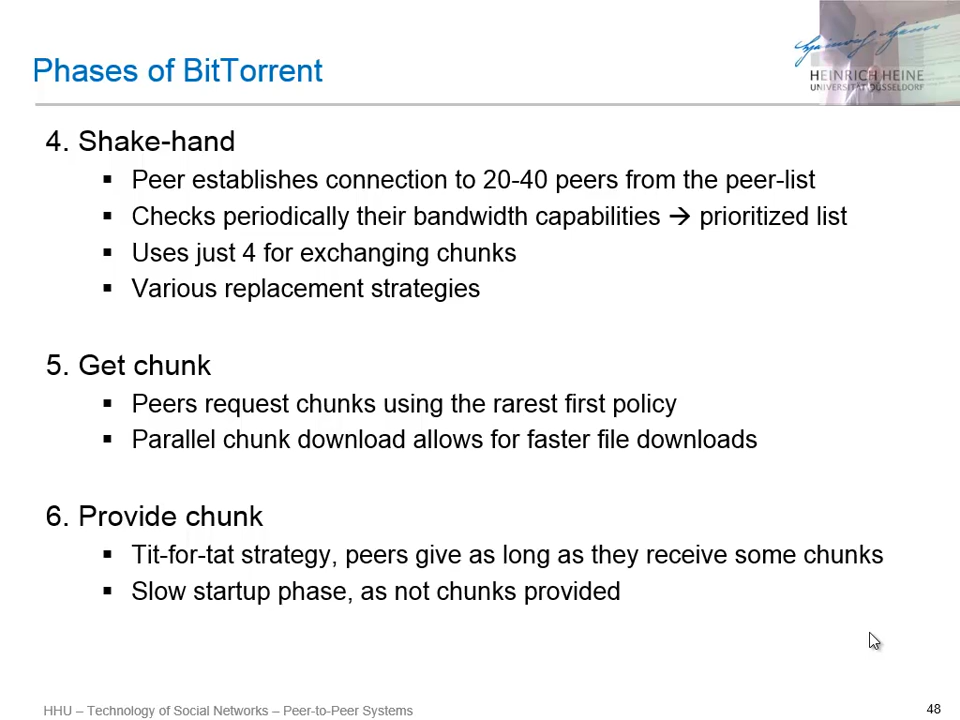 Phases of BitTorrent
Heinrich Heine
HEINRICH HEINE
UNIVERSITÄT DÜSSELDORF
4. Shake-hand
▪ Peer establishes connection to 20-40 peers from the peer-list
▪ Checks periodically their bandwidth capabilities → prioritized list
▪ Uses just 4 for exchanging chunks
▪ Various replacement strategies
5. Get chunk
▪ Peers request chunks using the rarest first policy
▪ Parallel chunk download allows for faster file downloads
6. Provide chunk
▪ Tit-for-tat strategy, peers give as long as they receive some chunks
▪ Slow startup phase, as not chunks provided
HHU – Technology of Social Networks – Peer-to-Peer Systems
48